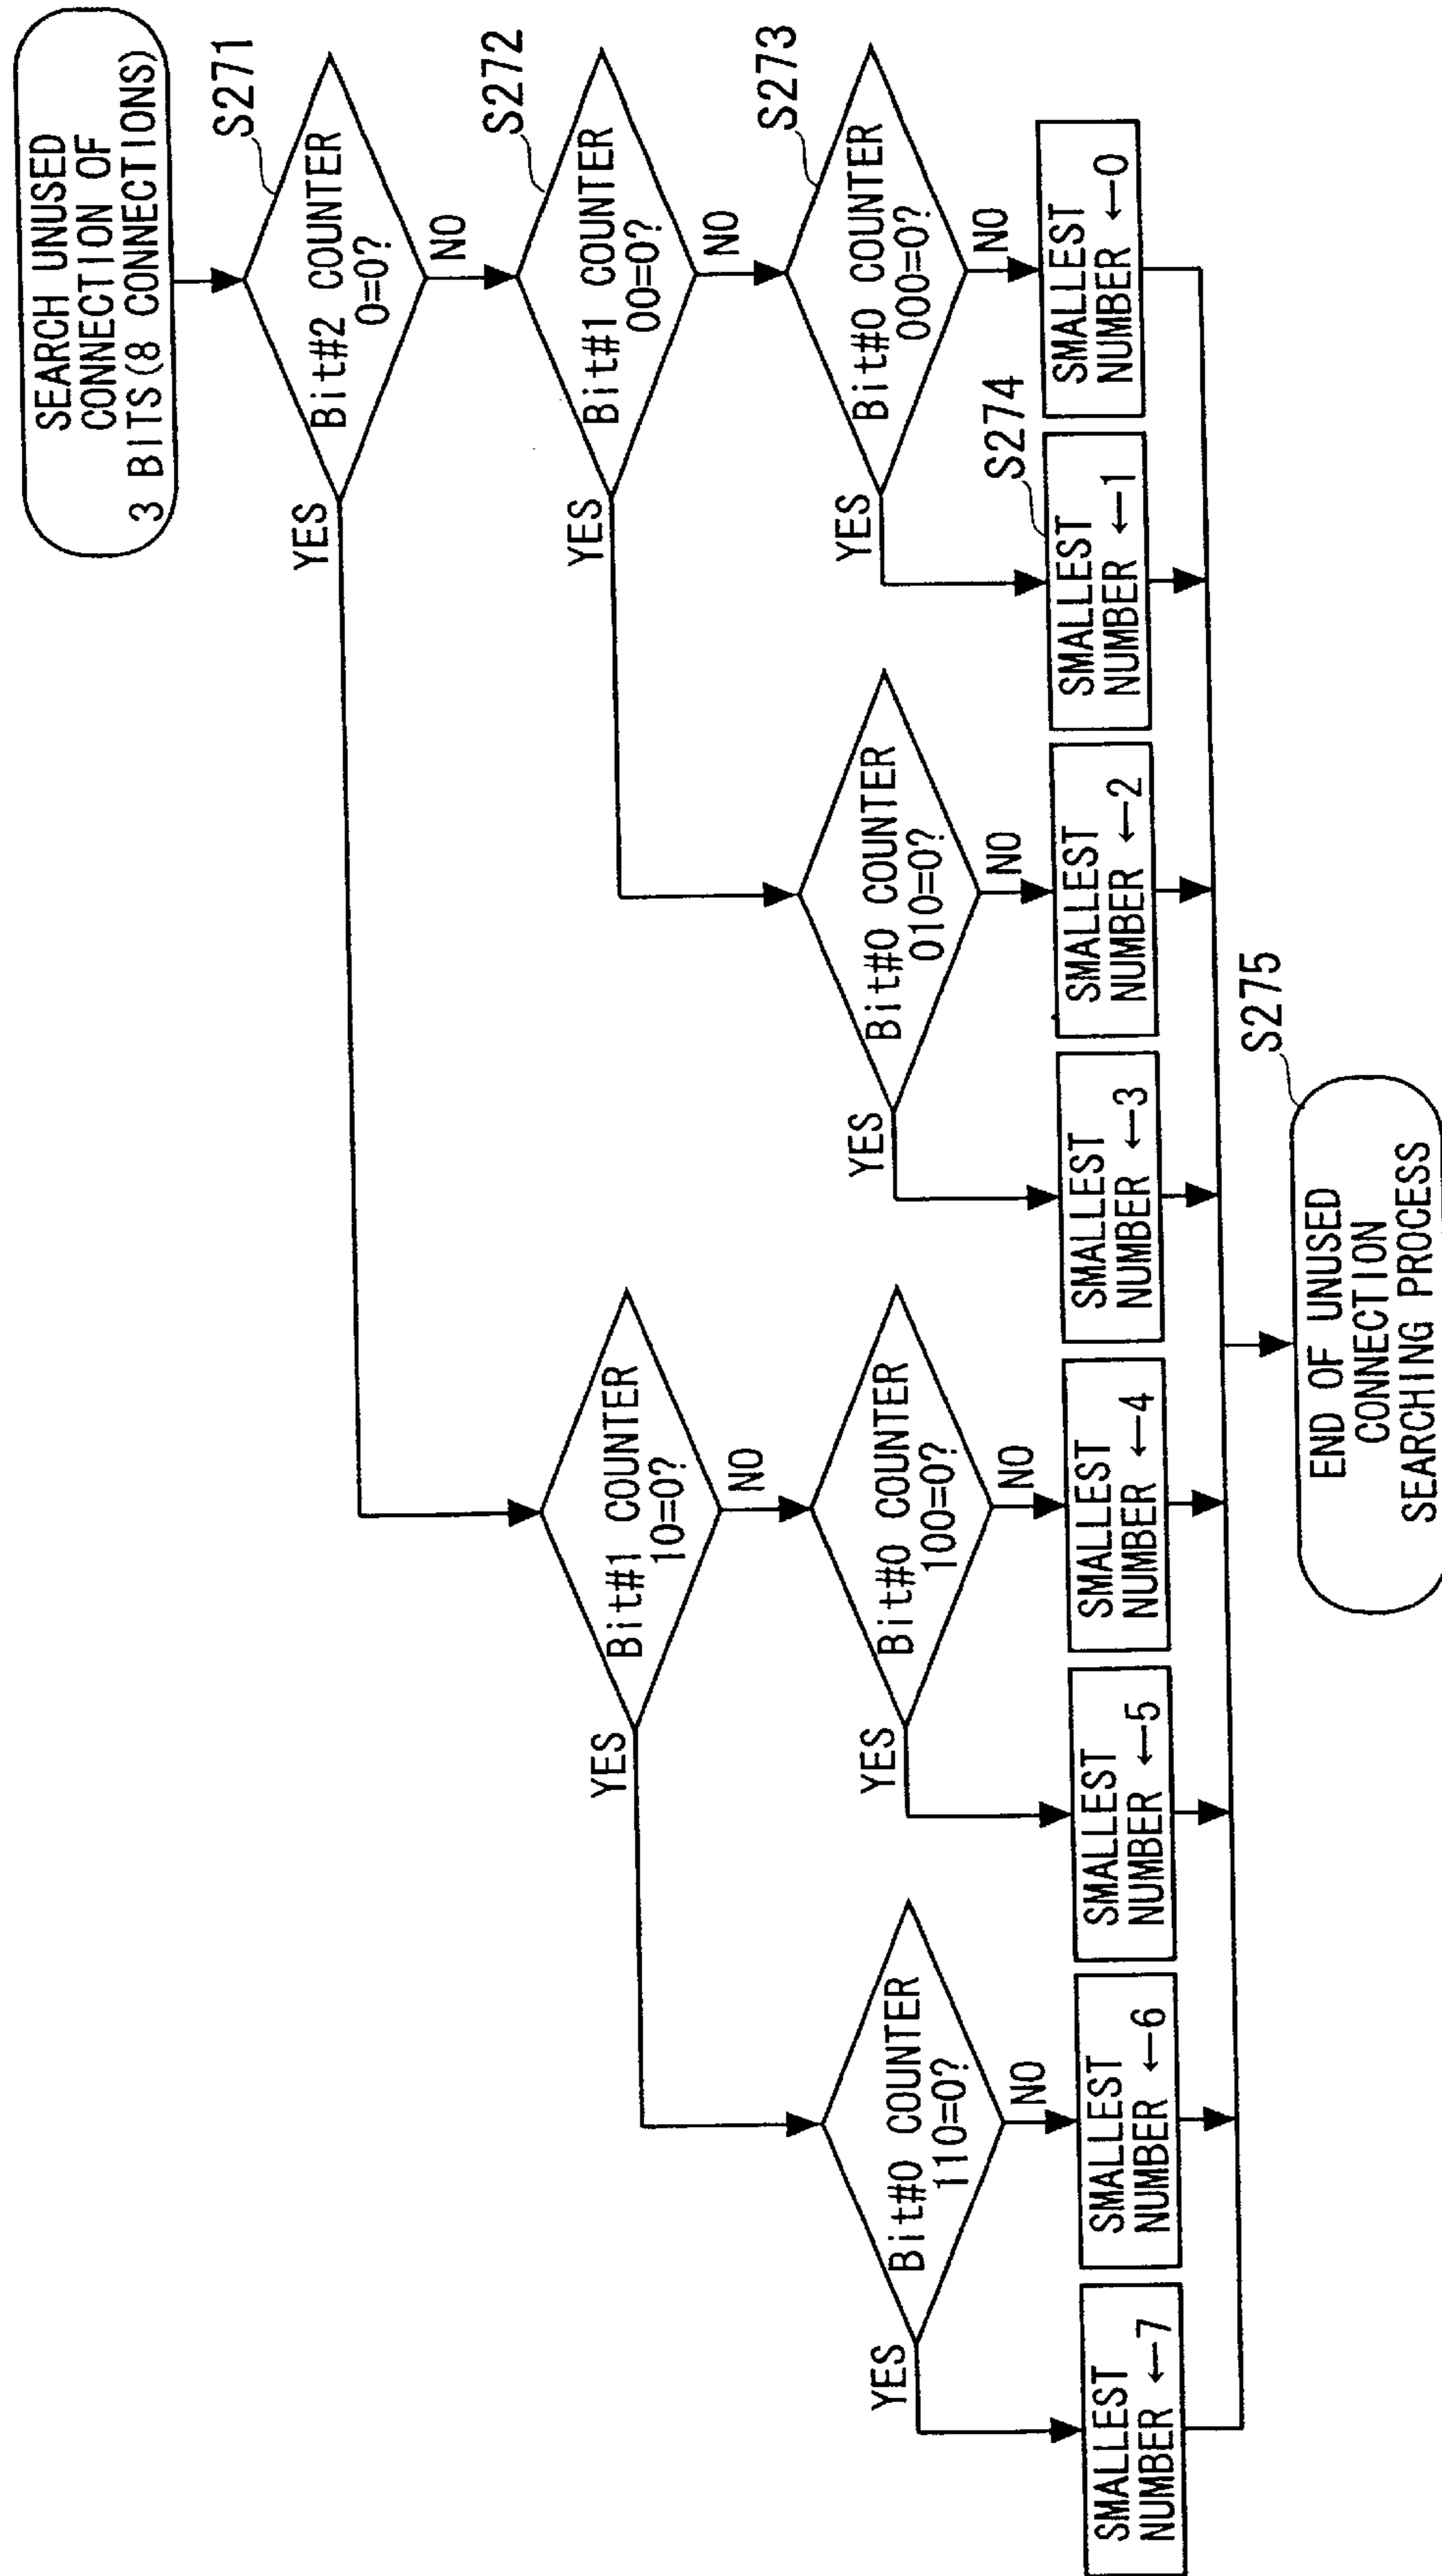 SEARCH UNUSED
CONNECTION OF
3 BITS(8 CONNECTIONS)
S271
Bit#2 COUNTER
0=0?
YES
NO
S272
Bit#1 COUNTER
00=0?
YES
NO
Bit#1 COUNTER
10=0?
YES
NO
S273
Bit#0 COUNTER
000=0?
YES
NO
Bit#0 COUNTER
010=0?
YES
NO
Bit#0 COUNTER
100=0?
YES
NO
Bit#0 COUNTER
110=0?
YES
NO
S274
SMALLEST
NUMBER ←7
SMALLEST
NUMBER ←6
SMALLEST
NUMBER ←5
SMALLEST
NUMBER ←4
SMALLEST
NUMBER ←3
SMALLEST
NUMBER ←2
SMALLEST
NUMBER ←1
SMALLEST
NUMBER ←0
S275
END OF UNUSED
CONNECTION
SEARCHING PROCESS